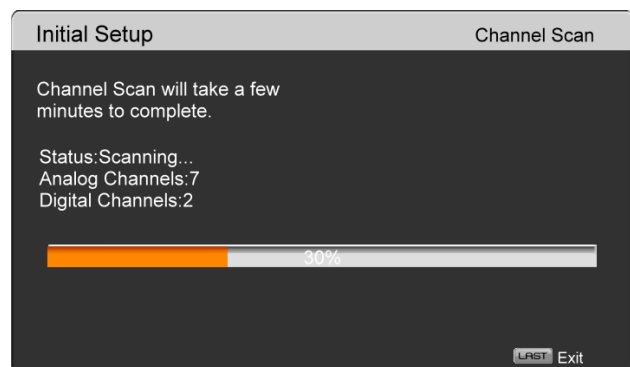 Initial Setup
Channel Scan
Channel Scan will take a few
minutes to complete.
Status:Scanning...
Analog Channels:7
Digital Channels:2
30%
LAST Exit